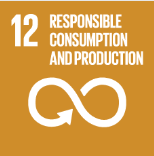 12 RESPONSIBLE
CONSUMPTION
AND PRODUCTION